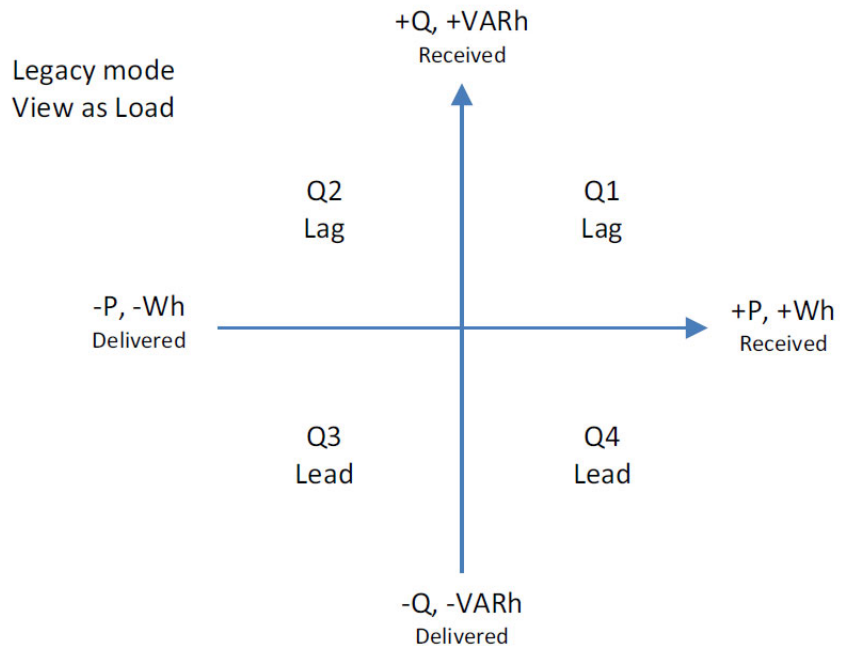 +Q, +VARh
Received
Legacy mode
View as Load
Q2
Lag
Q1
Lag
-P, -Wh
Delivered
+P, +Wh
Received
Q3
Lead
Q4
Lead
-Q, -VARh
Delivered